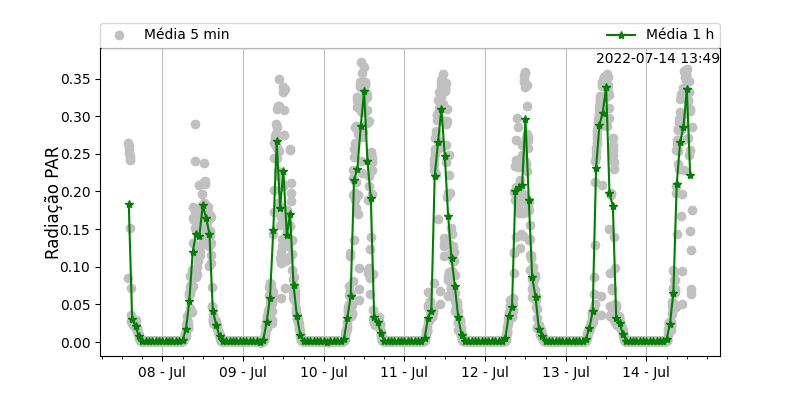 Média 5 min
Média 1 h
2022-07-14 13:49
Radiação PAR
0.35
0.30
0.25
0.20
0.15
0.10
0.05
0.00
08 - Jul
09 - Jul
10 - Jul
11 - Jul
12 - Jul
13 - Jul
14 - Jul